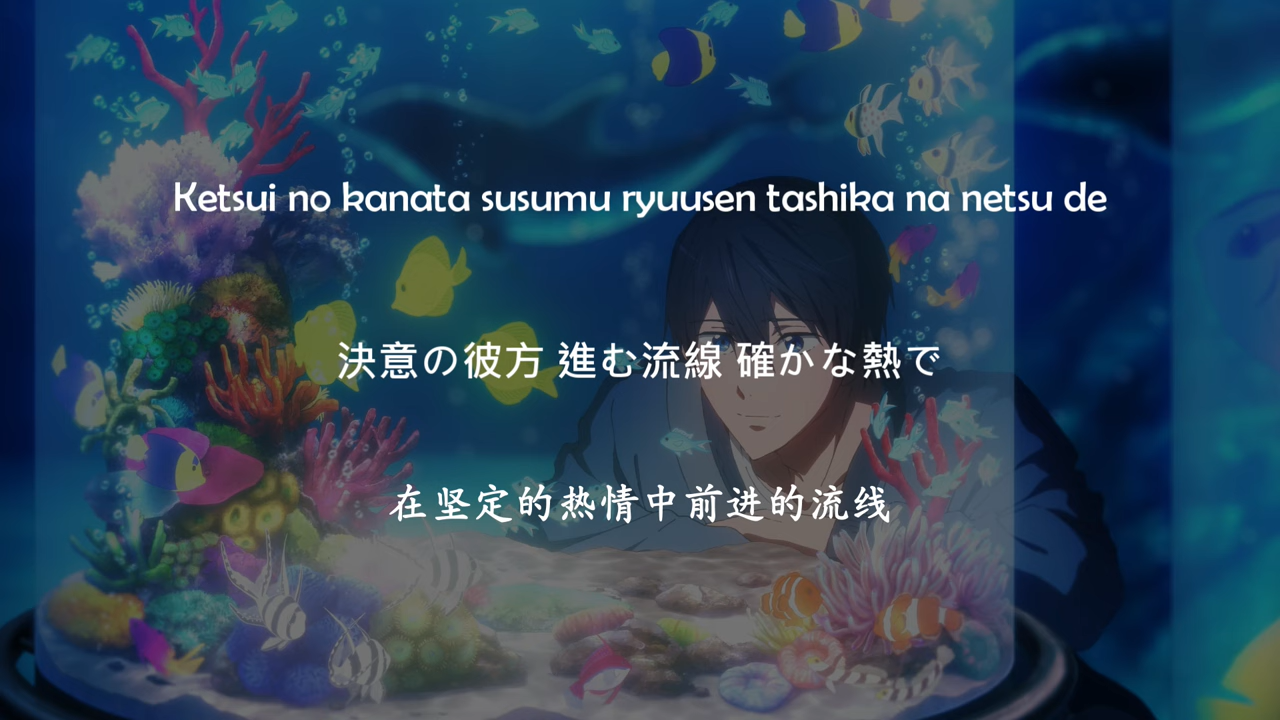 Ketsui no kanata susumu ryuusen tashika na netsu de
決意の彼方 進む流線 確かな熱で
在坚定的热情中前进的流线